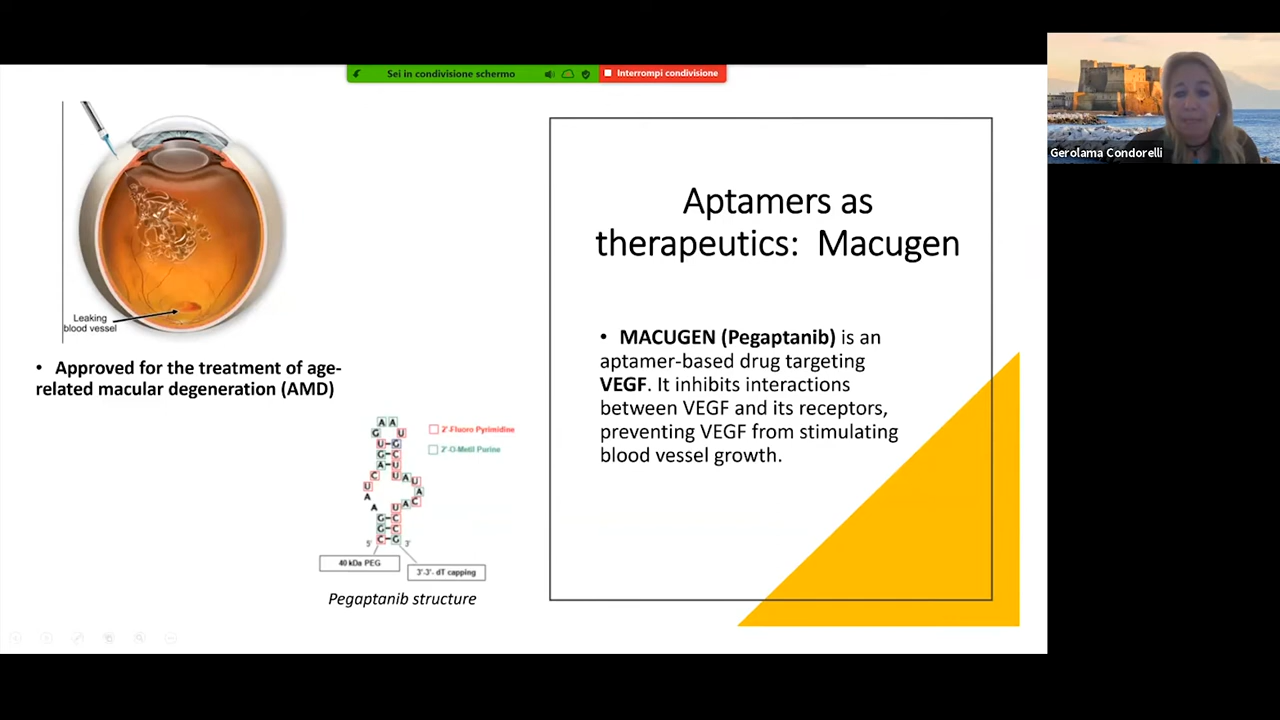 Sei in condivisione schermo
Interrompi condivisione
Gerolama Condorelli
Leaking
blood vessel
• Approved for the treatment of age-
related macular degeneration (AMD)
Aptamers as
therapeutics: Macugen
• MACUGEN (Pegaptanib) is an
aptamer-based drug targeting
VEGF. It inhibits interactions
between VEGF and its receptors,
preventing VEGF from stimulating
blood vessel growth.
2'-Fluoro Pyrimidine
2'-O-Metil Purine
5'
3'
40 kDa PEG
3'-3'- dT capping
Pegaptanib structure